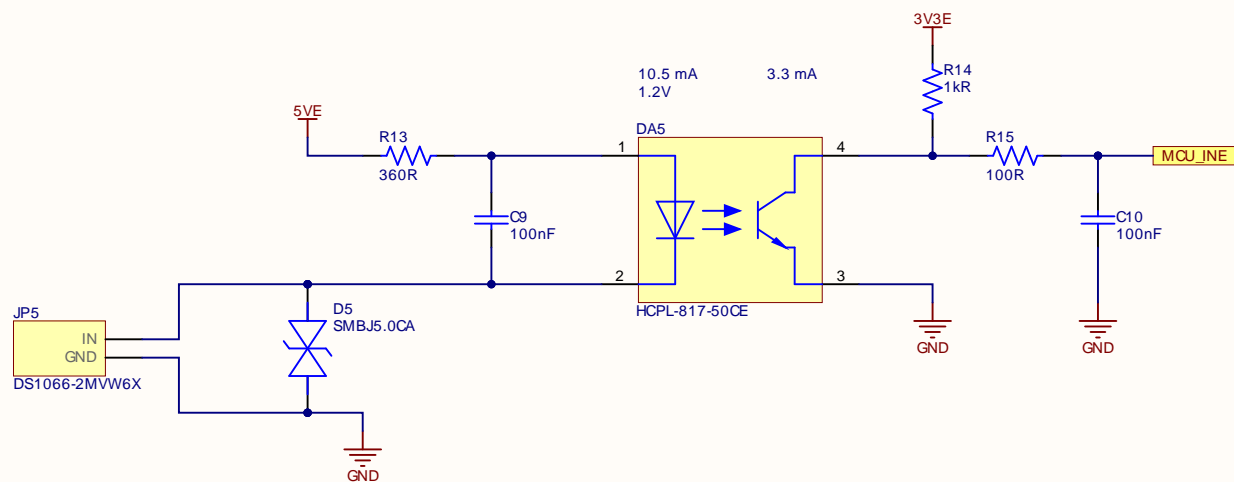 3V3E
10.5 mA
3.3 mA
1.2V
R14
1kR
5VE
DA5
R13
360R
1
4
R15
100R
MCU_INE
C9
100nF
C10
100nF
2
3
HCPL-817-50CE
JP5
IN
GND
DS1066-2MVW6X
D5
SMBJ5.0CA
GND
GND
GND